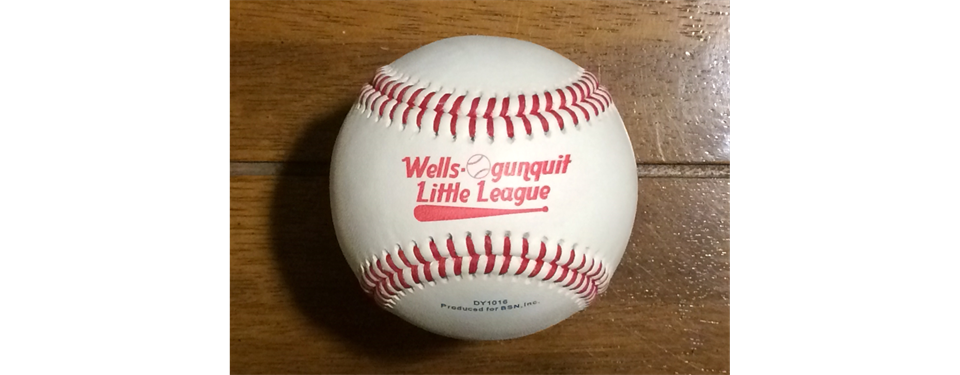 Wells-Ogunquit
Little League
DY1016
Produced for BSN, Inc.